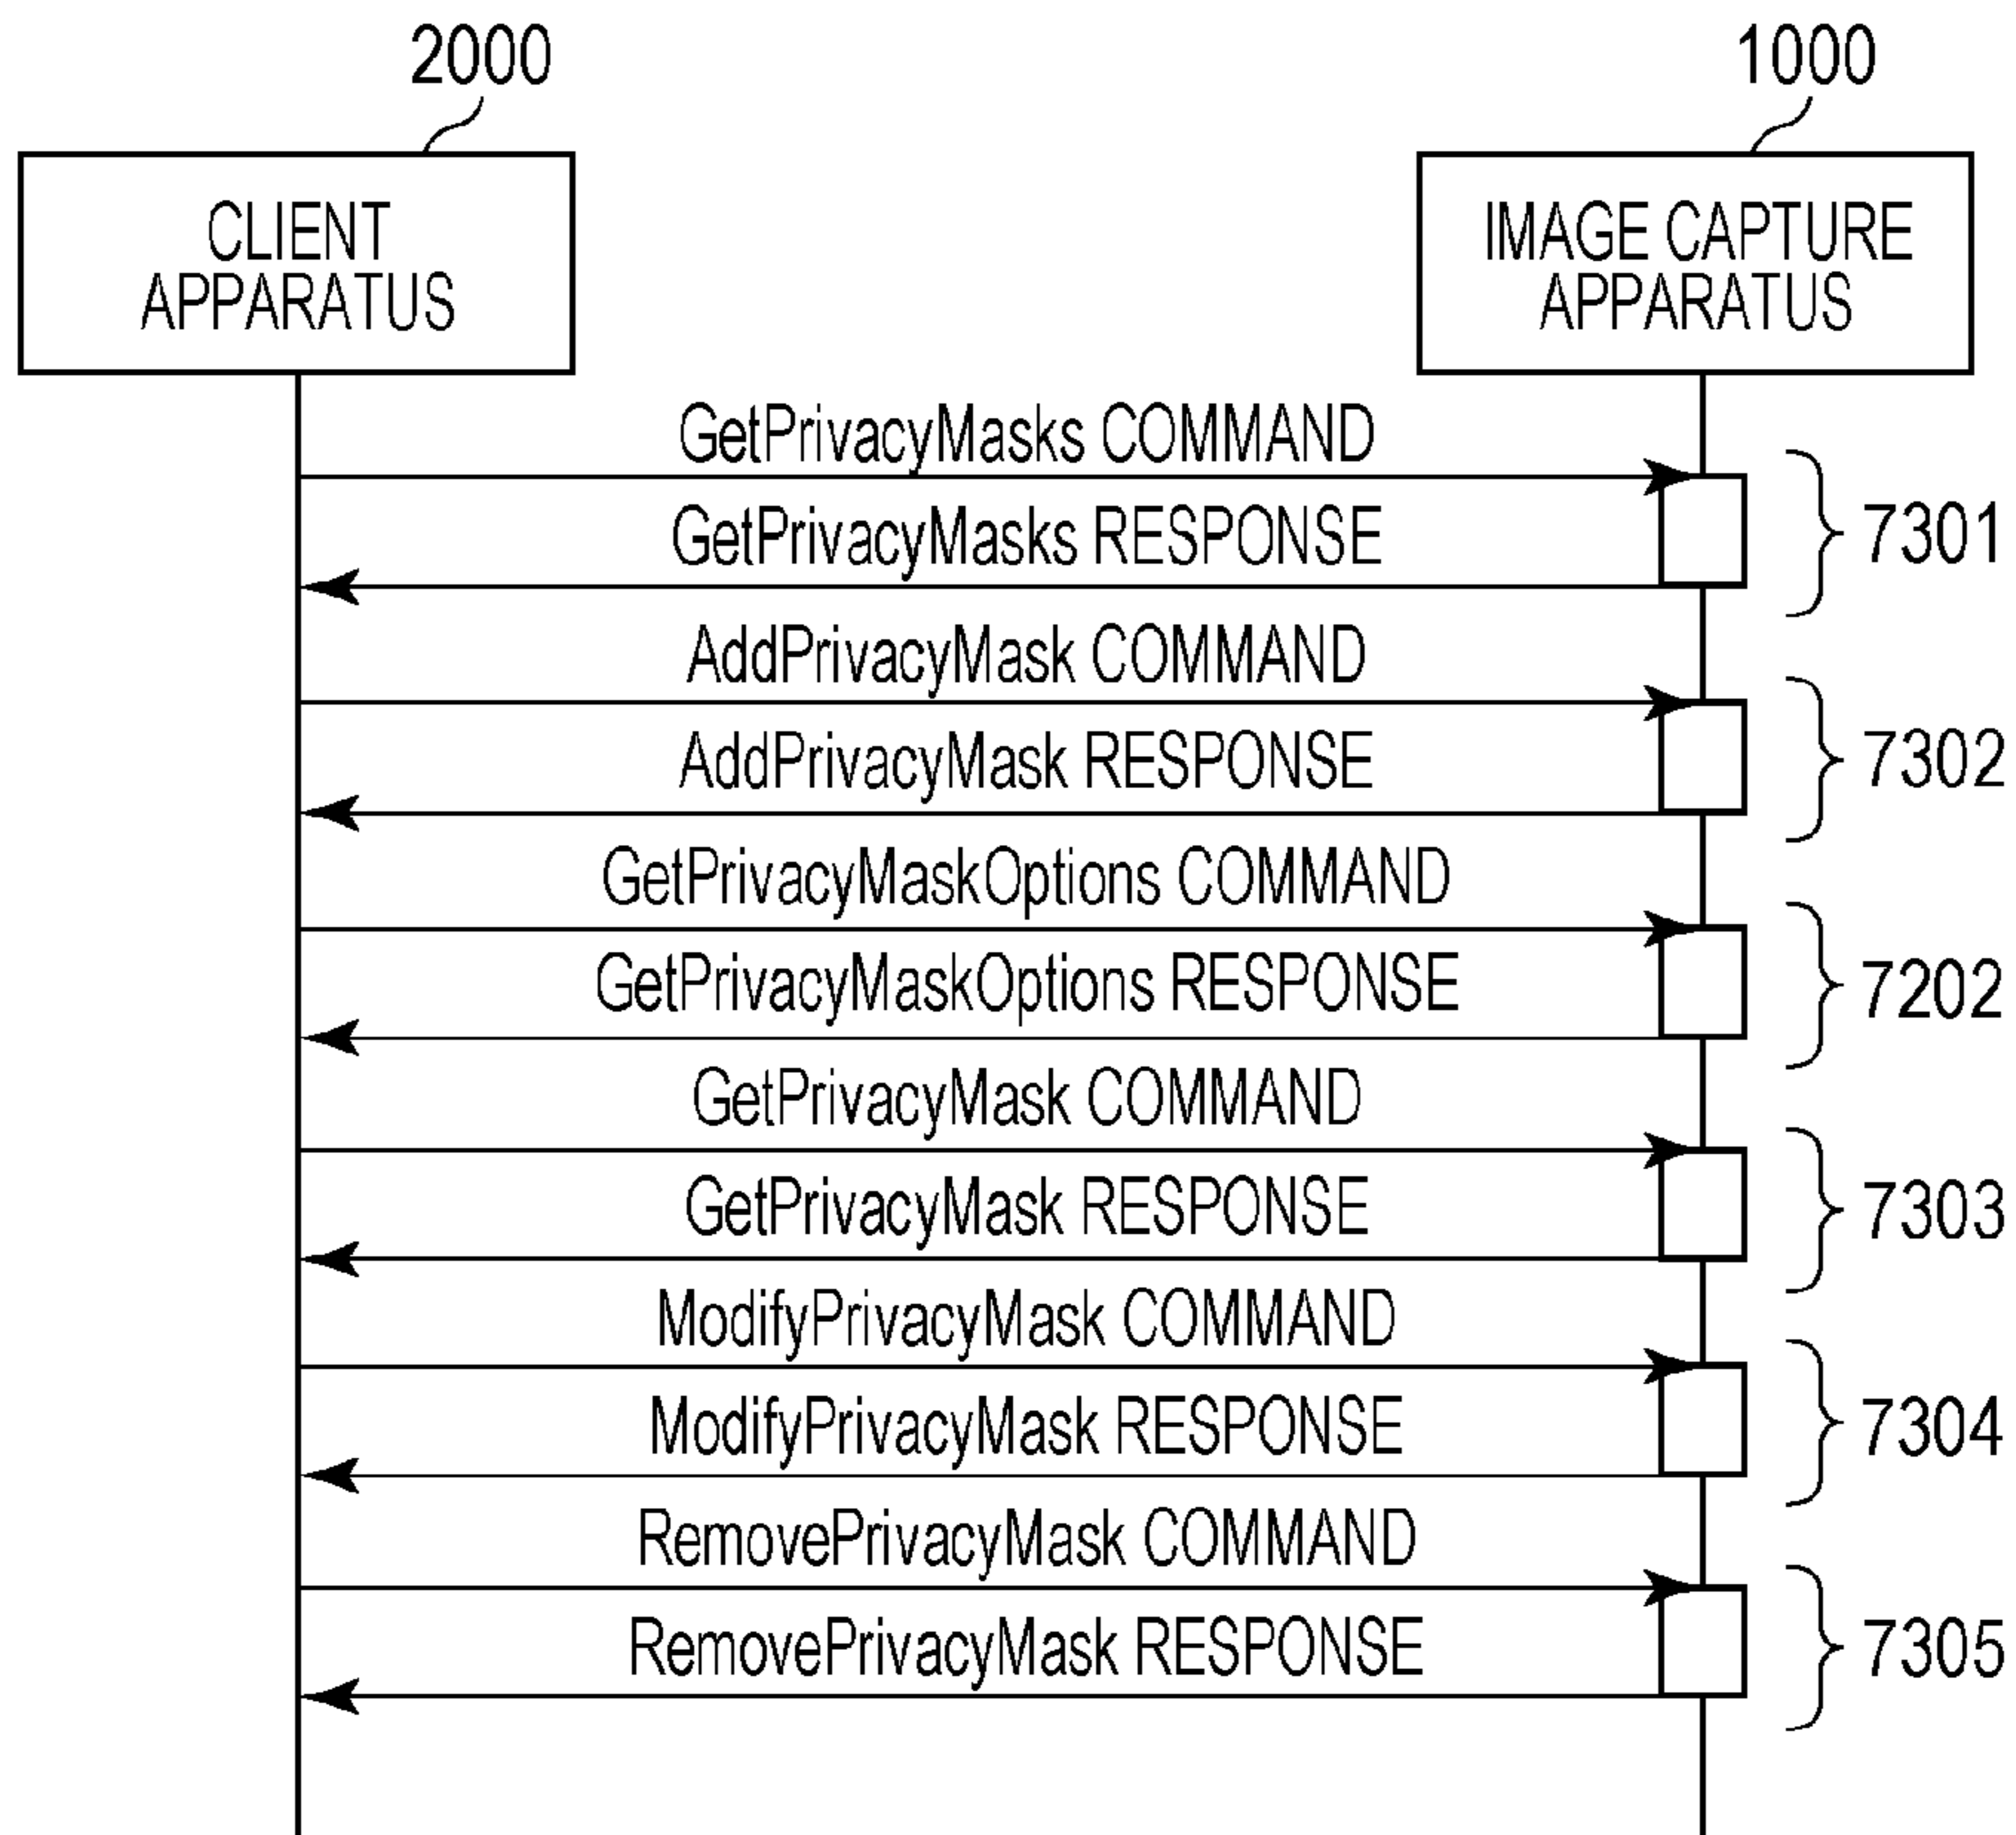 2000
1000
CLIENT
APPARATUS
IMAGE CAPTURE
APPARATUS
GetPrivacyMasks COMMAND
GetPrivacyMasks RESPONSE
7301
AddPrivacyMask COMMAND
AddPrivacyMask RESPONSE
7302
GetPrivacyMaskOptions COMMAND
GetPrivacyMaskOptions RESPONSE
7202
GetPrivacyMask COMMAND
GetPrivacyMask RESPONSE
7303
ModifyPrivacyMask COMMAND
ModifyPrivacyMask RESPONSE
7304
RemovePrivacyMask COMMAND
RemovePrivacyMask RESPONSE
7305